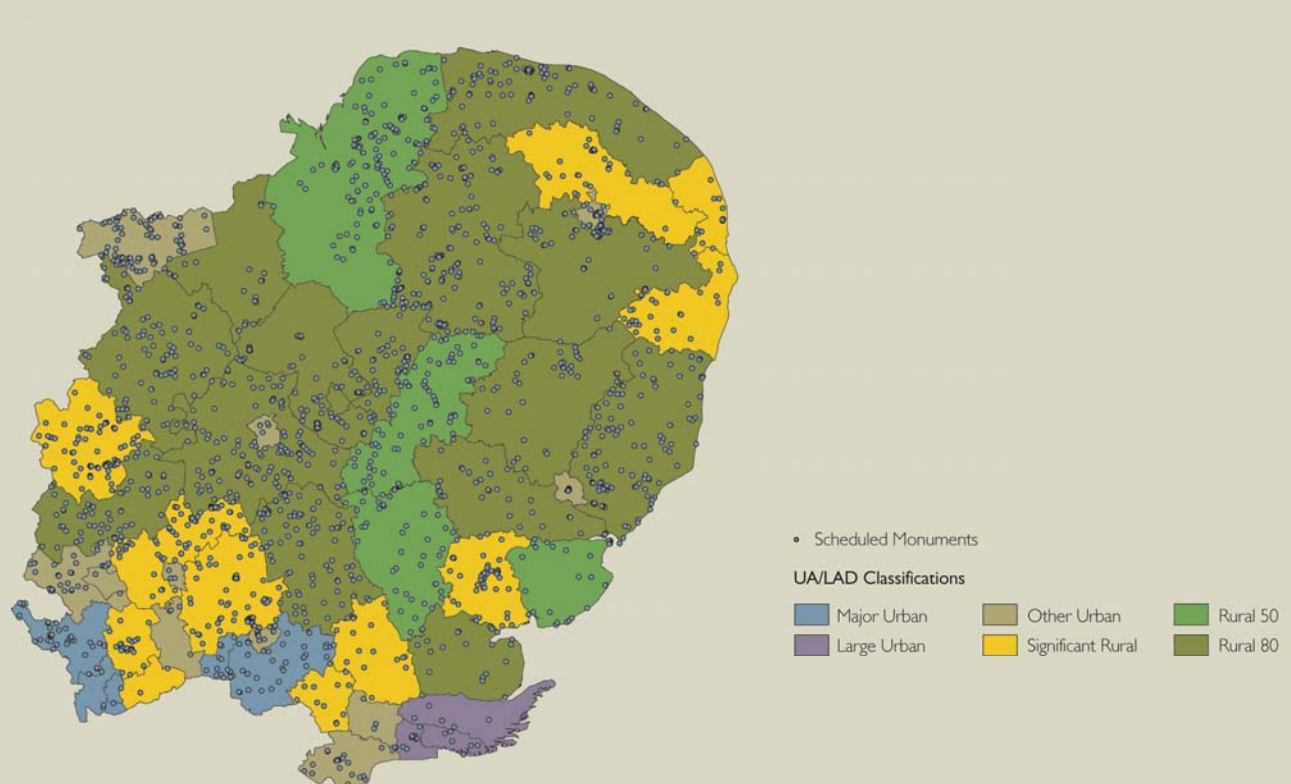 Scheduled Monuments
UA/LAD Classifications
Major Urban
Other Urban
Rural 50
Large Urban
Significant Rural
Rural 80